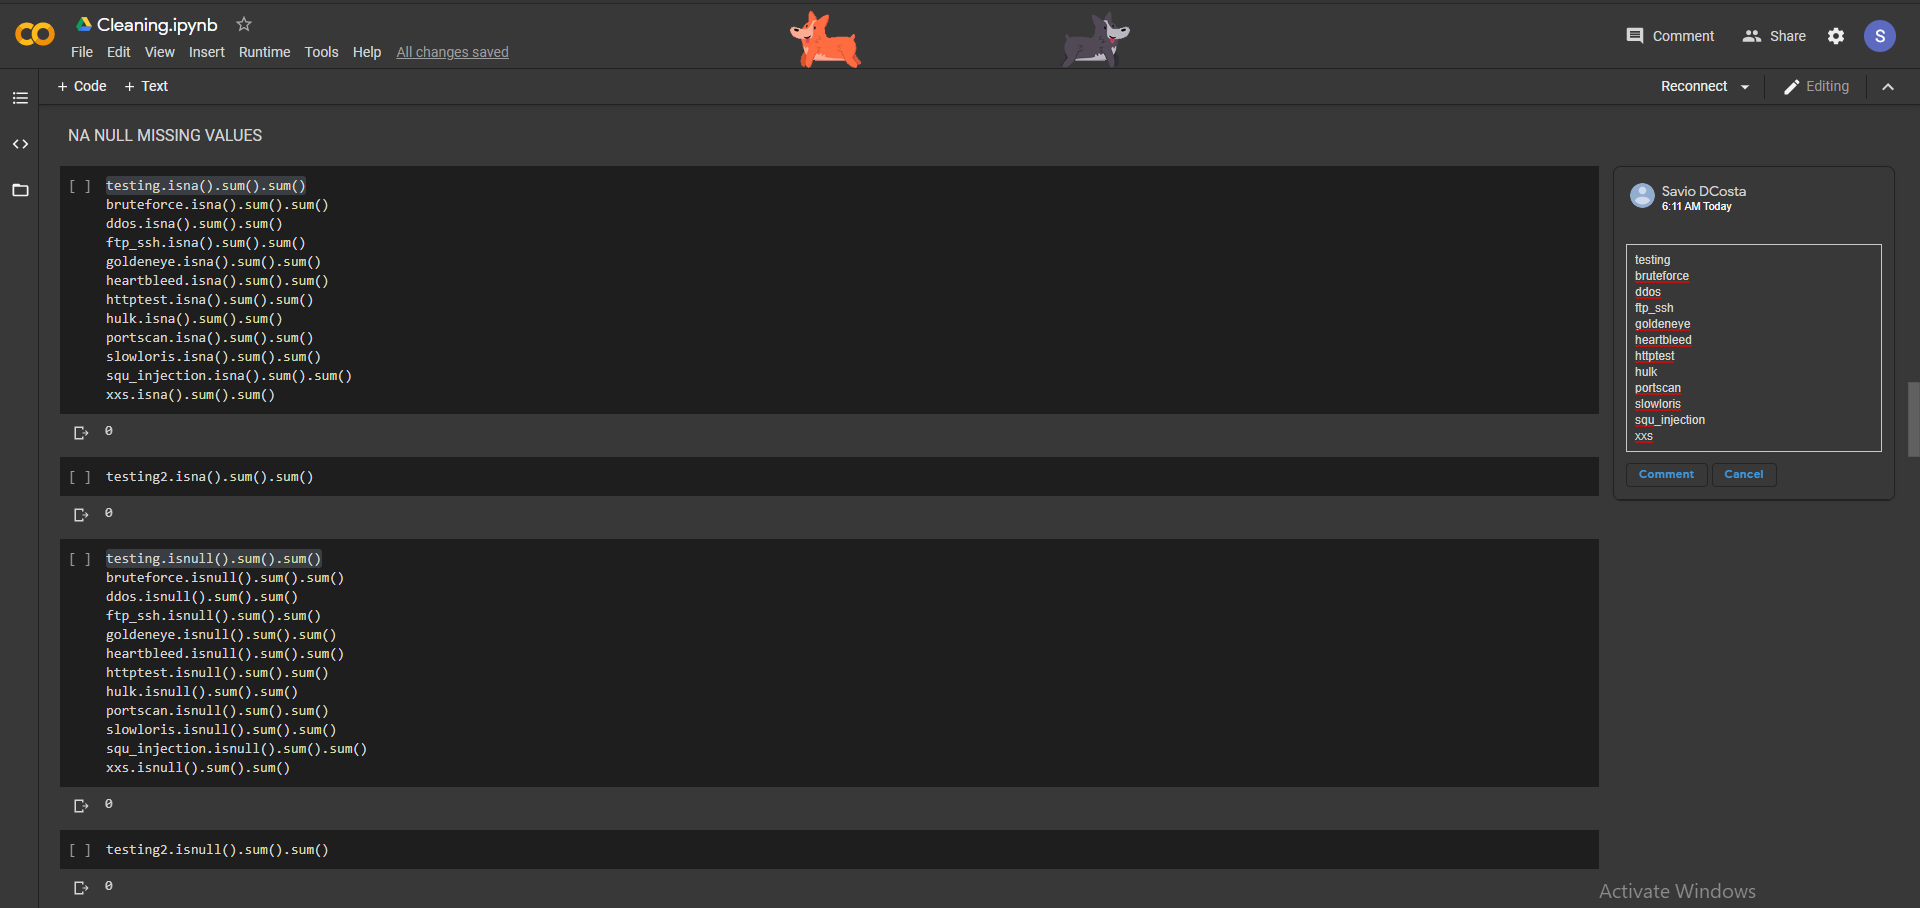 Cleaning.ipynb
File Edit View Insert Runtime Tools Help All changes saved
Comment Share S
+ Code + Text
Reconnect Editing
NA NULL MISSING VALUES
[ ] testing.isna().sum().sum()
bruteforce.isna().sum().sum()
ddos.isna().sum().sum()
ftp_ssh.isna().sum().sum()
goldeneye.isna().sum().sum()
heartbleed.isna().sum().sum()
httptest.isna().sum().sum()
hulk.isna().sum().sum()
portscan.isna().sum().sum()
slowloris.isna().sum().sum()
squ_injection.isna().sum().sum()
xxs.isna().sum().sum()
0
[ ] testing2.isna().sum().sum()
0
[ ] testing.isnull().sum().sum()
bruteforce.isnull().sum().sum()
ddos.isnull().sum().sum()
ftp_ssh.isnull().sum().sum()
goldeneye.isnull().sum().sum()
heartbleed.isnull().sum().sum()
httptest.isnull().sum().sum()
hulk.isnull().sum().sum()
portscan.isnull().sum().sum()
slowloris.isnull().sum().sum()
squ_injection.isnull().sum().sum()
xxs.isnull().sum().sum()
0
[ ] testing2.isnull().sum().sum()
0
Savio DCosta
6:11 AM Today
testing
bruteforce
ddos
ftp_ssh
goldeneye
heartbleed
httptest
hulk
portscan
slowloris
squ_injection
xxs
Comment Cancel
Activate Windows